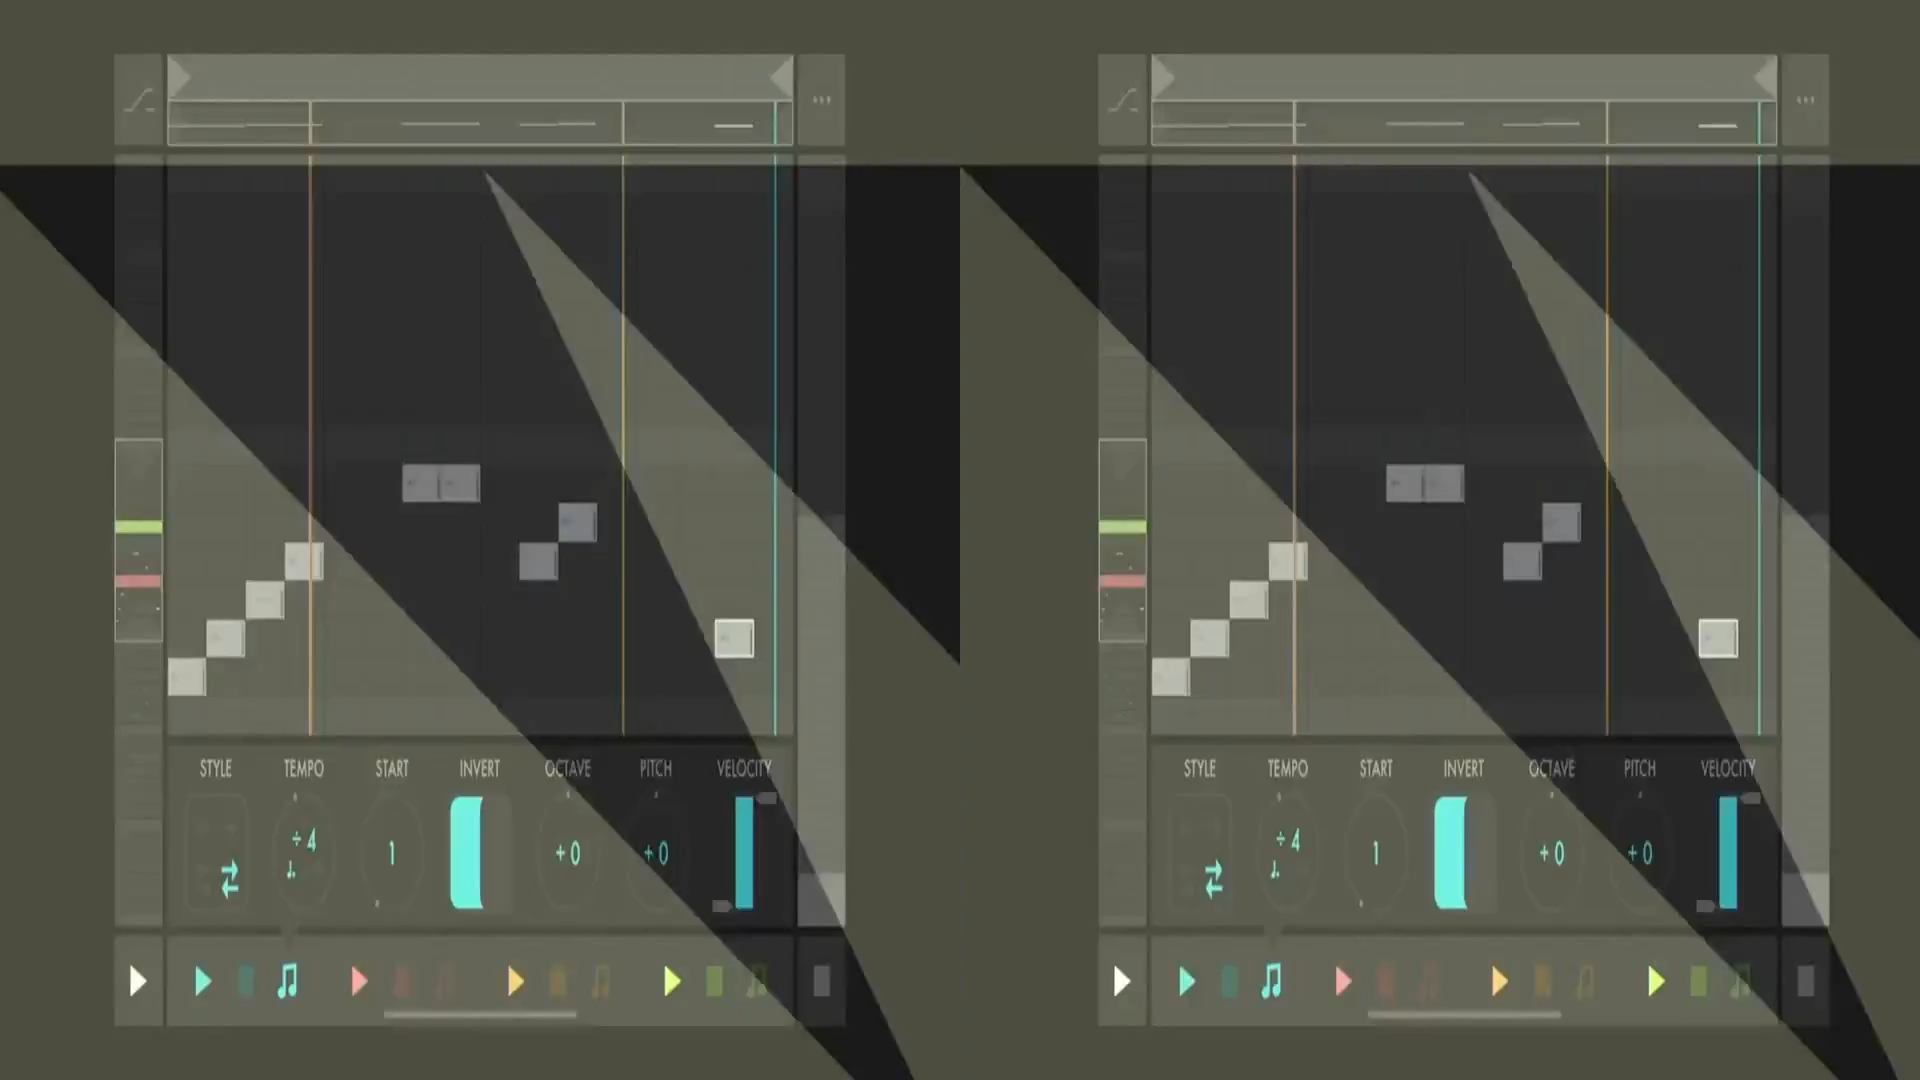 STYLE TEMPO START INVERT OCTAVE PITCH VELOCITY
÷ 4 1 + 0 + 0
STYLE TEMPO START INVERT OCTAVE PITCH VELOCITY
÷ 4 1 + 0 + 0